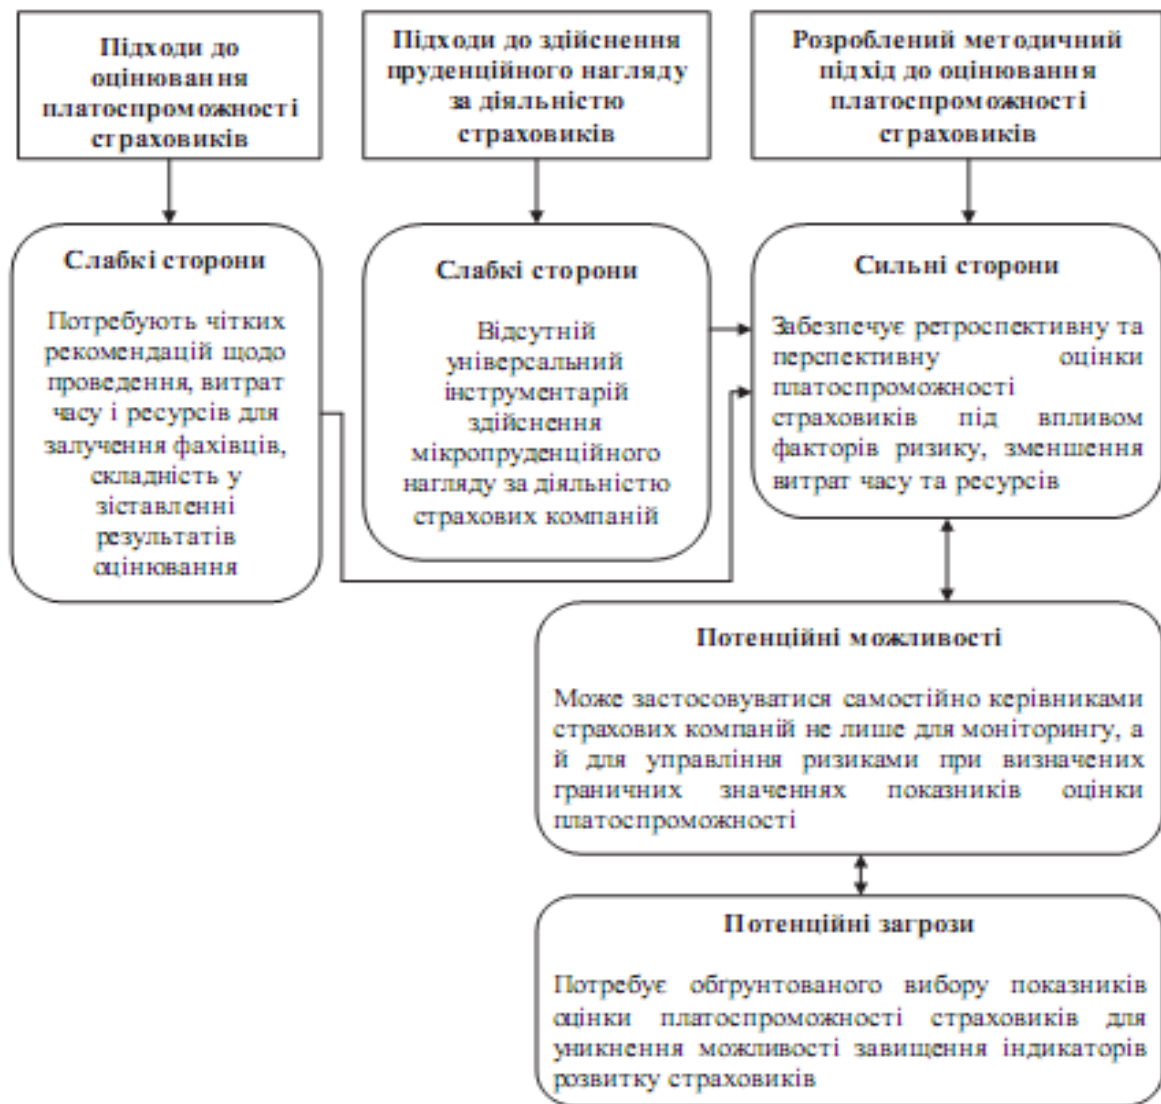 Підходи до
оцінювання
платоспроможності
страховиків
Підходи до здійснення
пруденційного нагляду
за діяльністю
страховиків
Розроблений методичний
підхід до оцінювання
платоспроможності
страховиків
Слабкі сторони
Потребують чітких
рекомендацій щодо
проведення, витрат
часу і ресурсів для
залучення фахівців,
складність у
зіставленні
результатів
оцінювання
Слабкі сторони
Відсутній
універсальний
інструментарій
здійснення
мікропруденційного
нагляду за діяльністю
страхових компаній
Сильні сторони
Забезпечує ретроспективну та
перспективну оцінки
платоспроможності
страховиків під впливом
факторів ризику, зменшення
витрат часу та ресурсів
Потенційні можливості
Може застосовуватися самостійно керівниками
страхових компаній не лише для моніторингу, а
й для управління ризиками при визначених
граничних значеннях показників оцінки
платоспроможності
Потенційні загрози
Потребує обґрунтованого вибору показників
оцінки платоспроможності страховиків для
уникнення можливості завищення індикаторів
розвитку страховиків